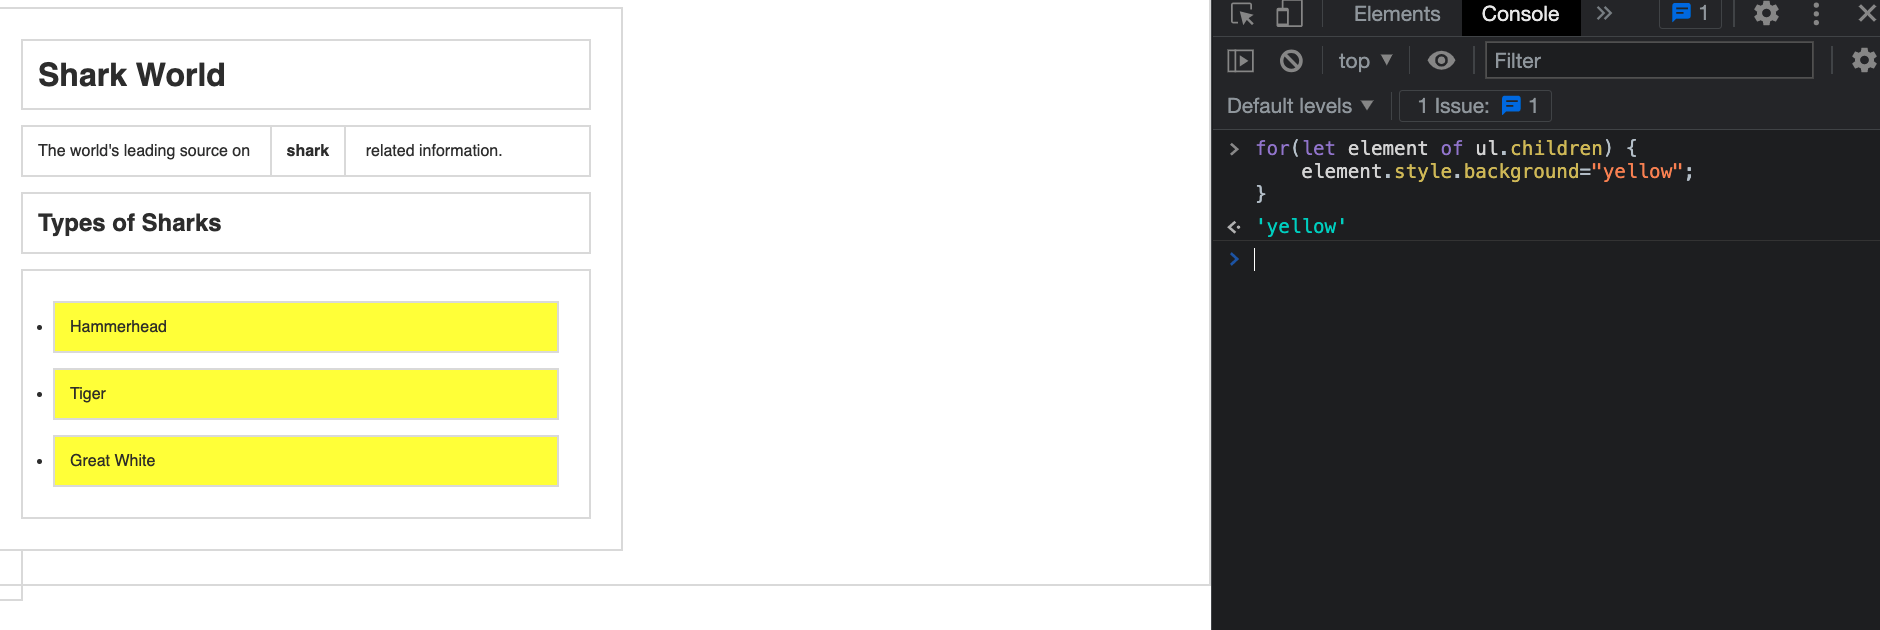 Shark World
The world's leading source on shark related information.
Types of Sharks
• Hammerhead
• Tiger
• Great White
Elements Console » 1
top ▼ Filter
Default levels ▼ 1 Issue: 1
> for(let element of ul.children) {
    element.style.background="yellow";
}
'yellow'
>